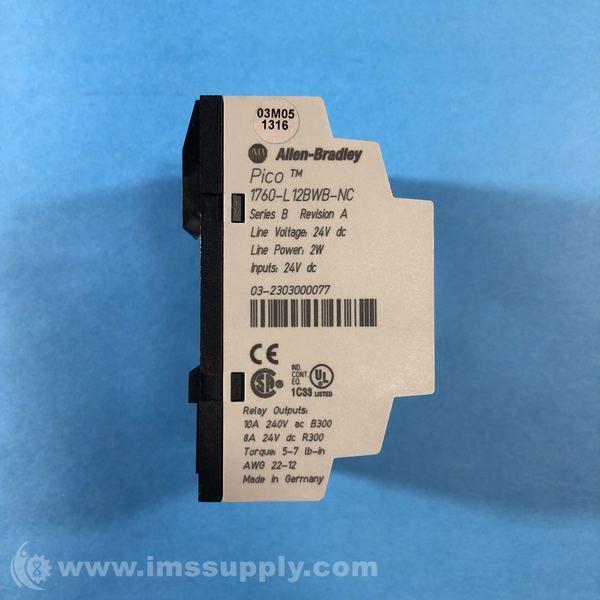 03M05
1316
AB Allen-Bradley
Pico ™
1760-L12BWB-NC
Series B Revision A
Line Voltage: 24V dc
Line Power: 2W
Inputs: 24V dc
03-2303000077
CE
SA
IND.
CONT.
EQ.
1C33
UL
LISTED
Relay Outputs:
10A 240V ac B300
8A 24V dc R300
Torque: 5-7 lb-in
AWG 22-12
Made in Germany
www.imssupply.com